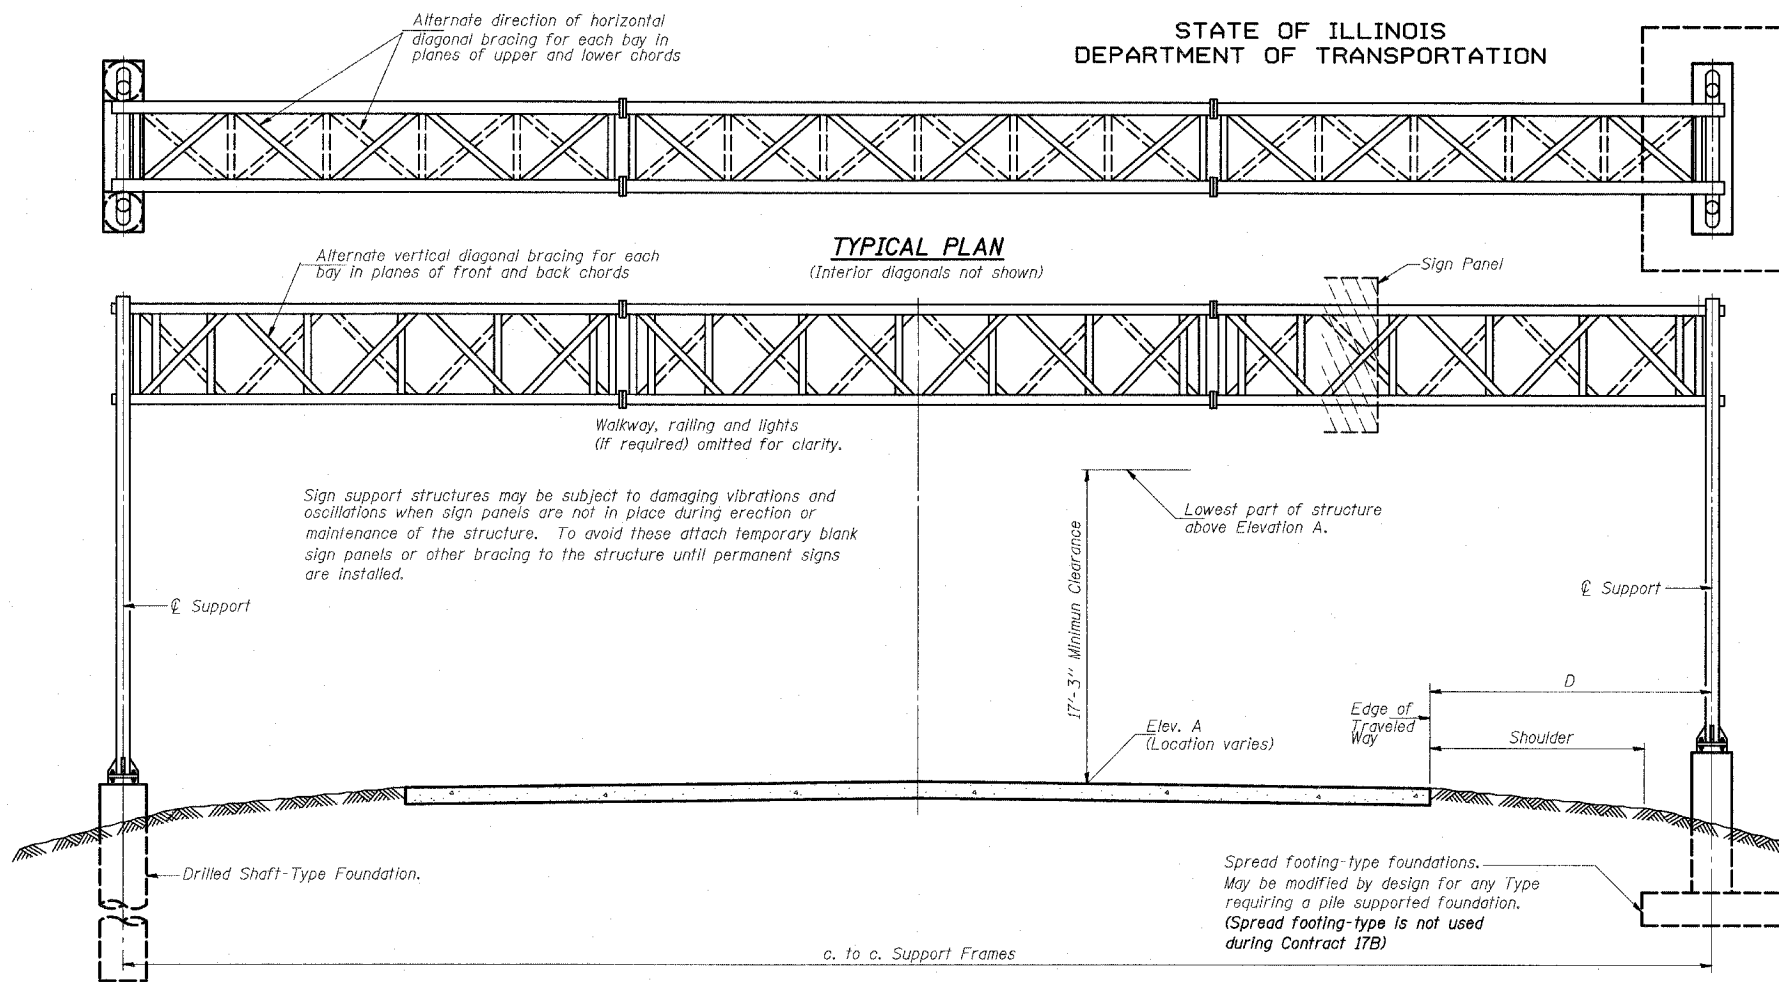 Alternate direction of horizontal
diagonal bracing for each bay in
planes of upper and lower chords
STATE OF ILLINOIS
DEPARTMENT OF TRANSPORTATION
TYPICAL PLAN
(Interior diagonals not shown)
Alternate vertical diagonal bracing for each
bay in planes of front and back chords
Sign Panel
Walkway, railing and lights
(if required) omitted for clarity.
Sign support structures may be subject to damaging vibrations and
oscillations when sign panels are not in place during erection or
maintenance of the structure. To avoid these attach temporary blank
sign panels or other bracing to the structure until permanent signs
are installed.
Lowest part of structure
above Elevation A.
17'-3" Minimun Clearance
℄ Support
℄ Support
D
Edge of
Traveled
Way
Shoulder
Elev. A
(Location varies)
Drilled Shaft-Type Foundation.
Spread footing-type foundations.
May be modified by design for any Type
requiring a pile supported foundation.
(Spread footing-type is not used
during Contract 17B)
c. to c. Support Frames